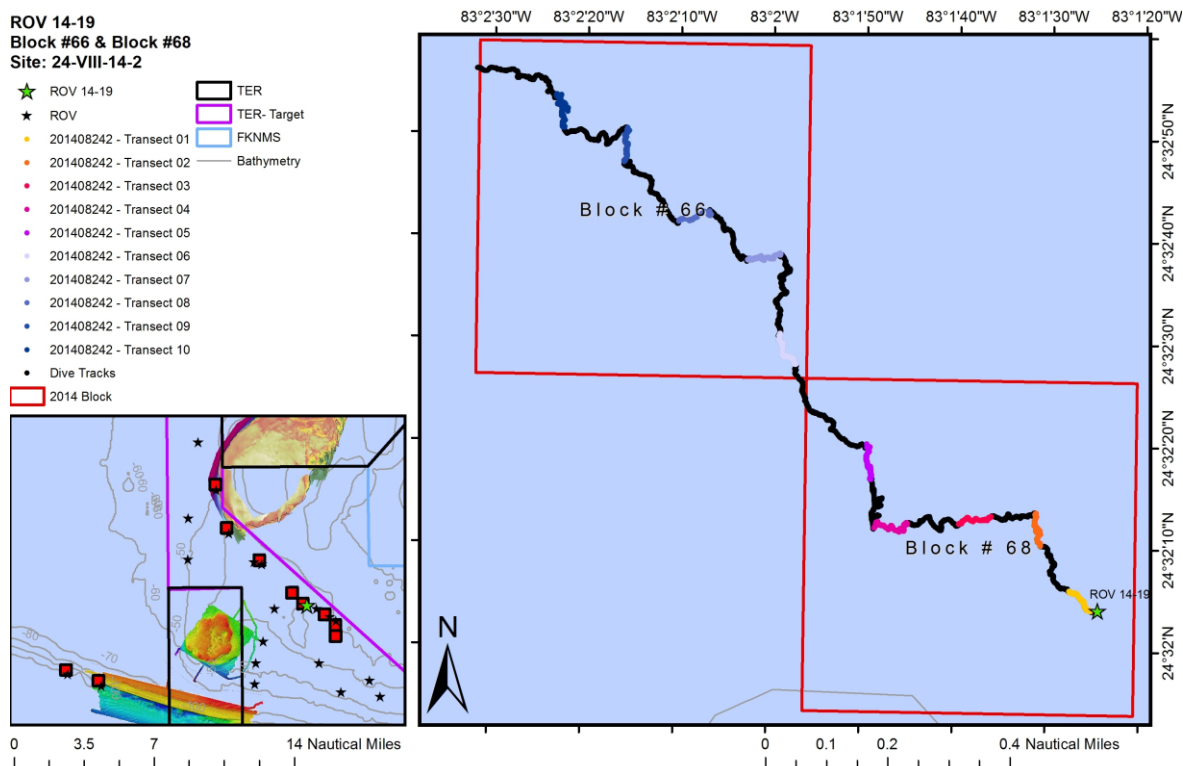 ROV 14-19
Block #66 & Block #68
Site: 24-VIII-14-2
ROV 14-19
ROV
201408242 - Transect 01
201408242 - Transect 02
201408242 - Transect 03
201408242 - Transect 04
201408242 - Transect 05
201408242 - Transect 06
201408242 - Transect 07
201408242 - Transect 08
201408242 - Transect 09
201408242 - Transect 10
Dive Tracks
2014 Block
TER
TER- Target
FKNMS
Bathymetry
83°2'30"W
83°2'20"W
83°2'10"W
83°2'W
83°1'50"W
83°1'40"W
83°1'30"W
83°1'20"W
24°32'50"N
24°32'40"N
24°32'30"N
24°32'20"N
24°32'10"N
24°32'N
Block # 66
Block # 68
ROV 14-19
N
-50
-60
-50
-80
-70
0 3.5 7 14 Nautical Miles
0 0.1 0.2 0.4 Nautical Miles